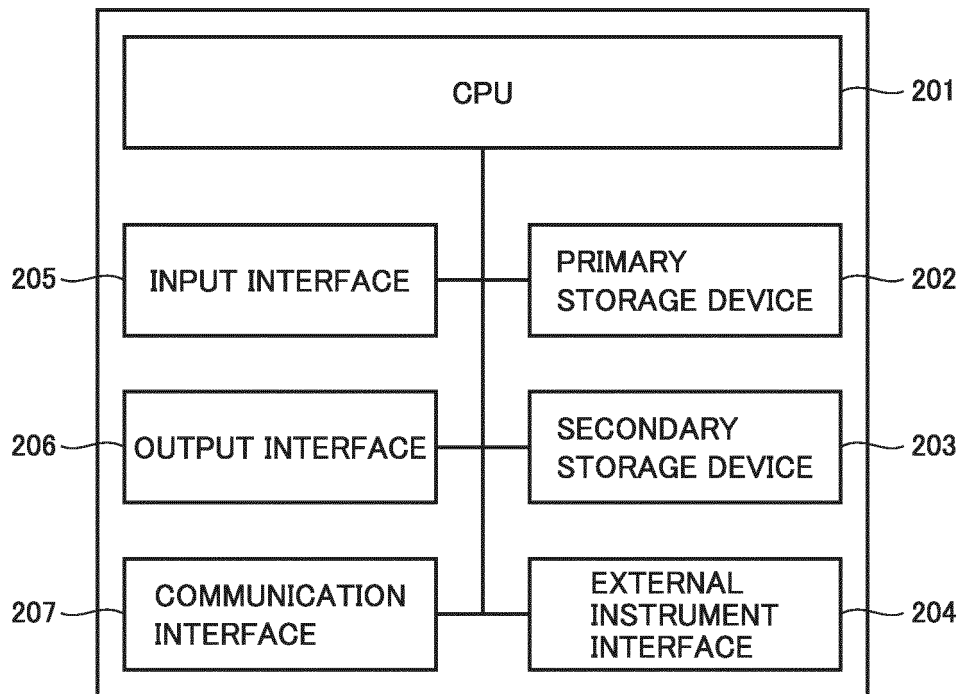 CPU
201
205
INPUT INTERFACE
PRIMARY
STORAGE DEVICE
202
206
OUTPUT INTERFACE
SECONDARY
STORAGE DEVICE
203
207
COMMUNICATION
INTERFACE
EXTERNAL
INSTRUMENT
INTERFACE
204